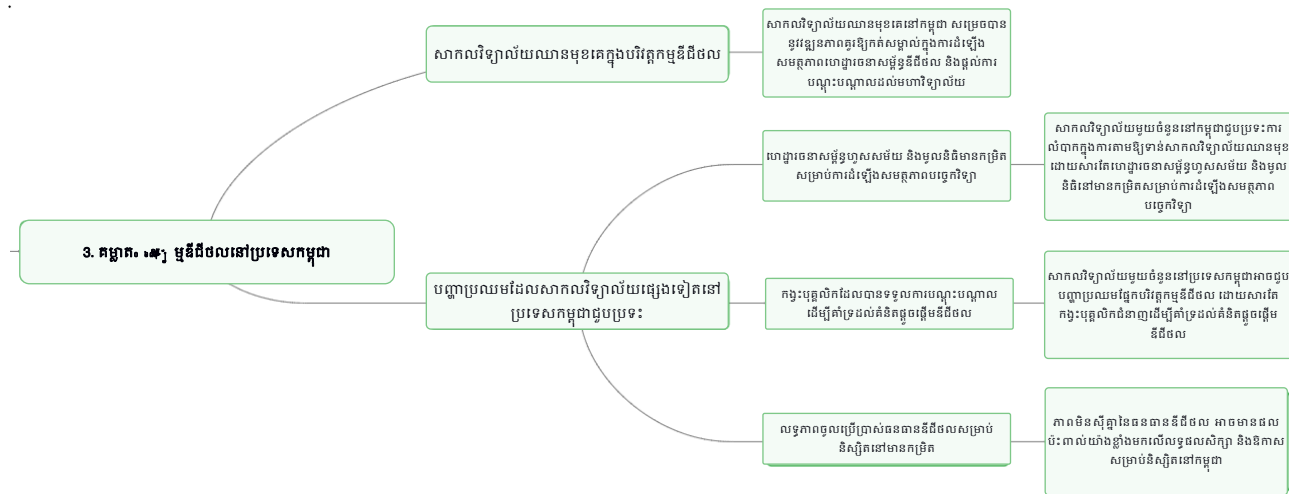 សាកលវិទ្យាល័យឈានមុខគេក្នុងបរិវត្តកម្មឌីជីថល
សាកលវិទ្យាល័យឈានមុខគេនៅកម្ពុជា សម្រេចបាន
នូវវឌ្ឍនភាពគួរឱ្យកត់សម្គាល់ក្នុងការដំឡើង
សមត្ថភាពហេដ្ឋារចនាសម្ព័ន្ធឌីជីថល និងផ្តល់ការ
បណ្តុះបណ្តាលដល់មហាវិទ្យាល័យ
3. គម្លាត ម្មឌីជីថលនៅប្រទេសកម្ពុជា
បញ្ហាប្រឈមដែលសាកលវិទ្យាល័យផ្សេងទៀតនៅ
ប្រទេសកម្ពុជាជួបប្រទះ
ហេដ្ឋារចនាសម្ព័ន្ធហួសសម័យ និងមូលនិធិមានកម្រិត
សម្រាប់ការដំឡើងសមត្ថភាពបច្ចេកវិទ្យា
សាកលវិទ្យាល័យមួយចំនួននៅកម្ពុជាជួបប្រទះការ
លំបាកក្នុងការតាមឱ្យទាន់សាកលវិទ្យាល័យឈានមុខ
ដោយសារតែហេដ្ឋារចនាសម្ព័ន្ធហួសសម័យ និងមូល
និធិនៅមានកម្រិតសម្រាប់ការដំឡើងសមត្ថភាព
បច្ចេកវិទ្យា
កង្វះបុគ្គលិកដែលបានទទួលការបណ្តុះបណ្តាល
ដើម្បីគាំទ្រដល់គំនិតផ្តួចផ្តើមឌីជីថល
សាកលវិទ្យាល័យមួយចំនួននៅប្រទេសកម្ពុជាអាចជួប
បញ្ហាប្រឈមផ្នែកបរិវត្តកម្មឌីជីថល ដោយសារតែ
កង្វះបុគ្គលិកជំនាញដើម្បីគាំទ្រដល់គំនិតផ្តួចផ្តើម
ឌីជីថល
លទ្ធភាពចូលប្រើប្រាស់ធនធានឌីជីថលសម្រាប់
និស្សិតនៅមានកម្រិត
ភាពមិនស៊ីគ្នានៃធនធានឌីជីថល អាចមានផល
ប៉ះពាល់យ៉ាងខ្លាំងមកលើលទ្ធផលសិក្សា និងឱកាស
សម្រាប់និស្សិតនៅកម្ពុជា